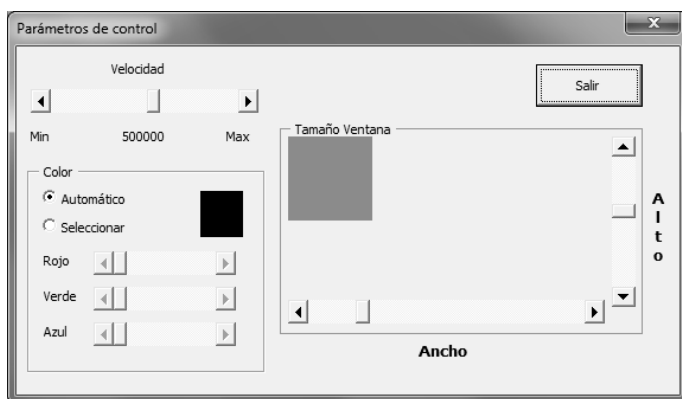 Parámetros de control
x
Velocidad
Salir
Min 500000 Max
Tamaño Ventana
Color
Automático
Seleccionar
Rojo
Verde
Azul
A
l
t
o
Ancho